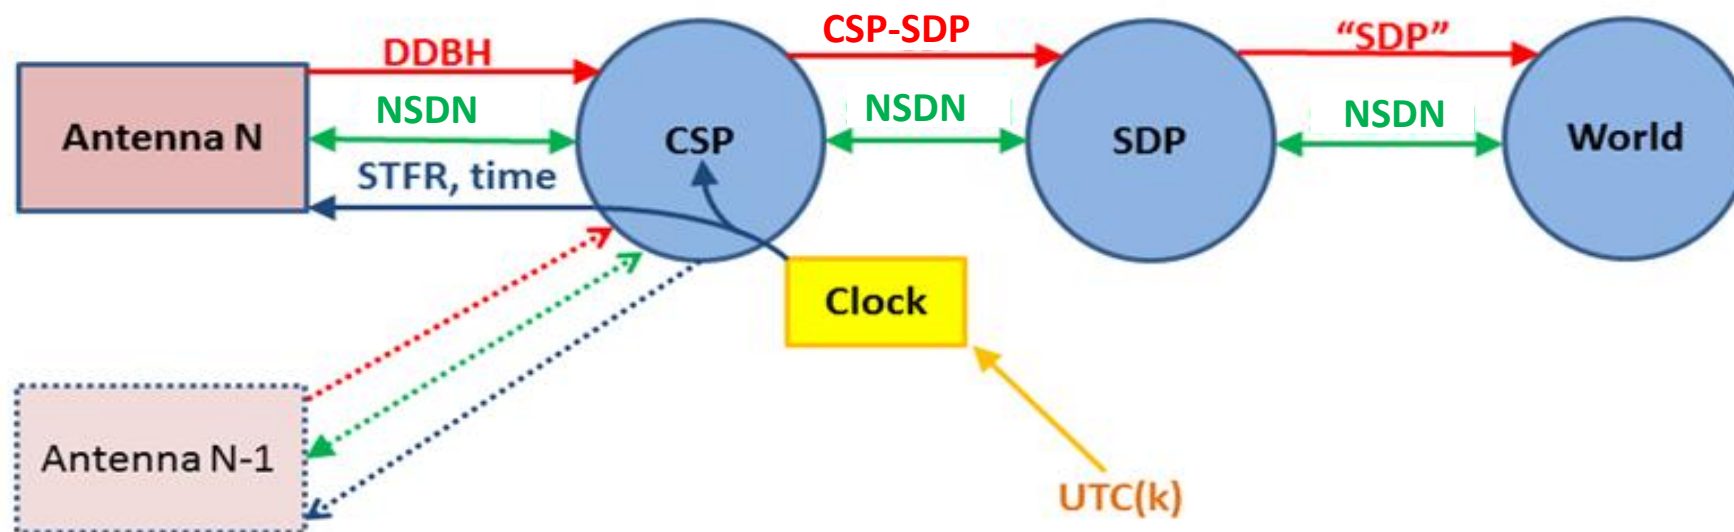 DDBH
CSP-SDP
“SDP”
NSDN
NSDN
NSDN
Antenna N
CSP
SDP
World
STFR, time
Clock
Antenna N-1
UTC(k)